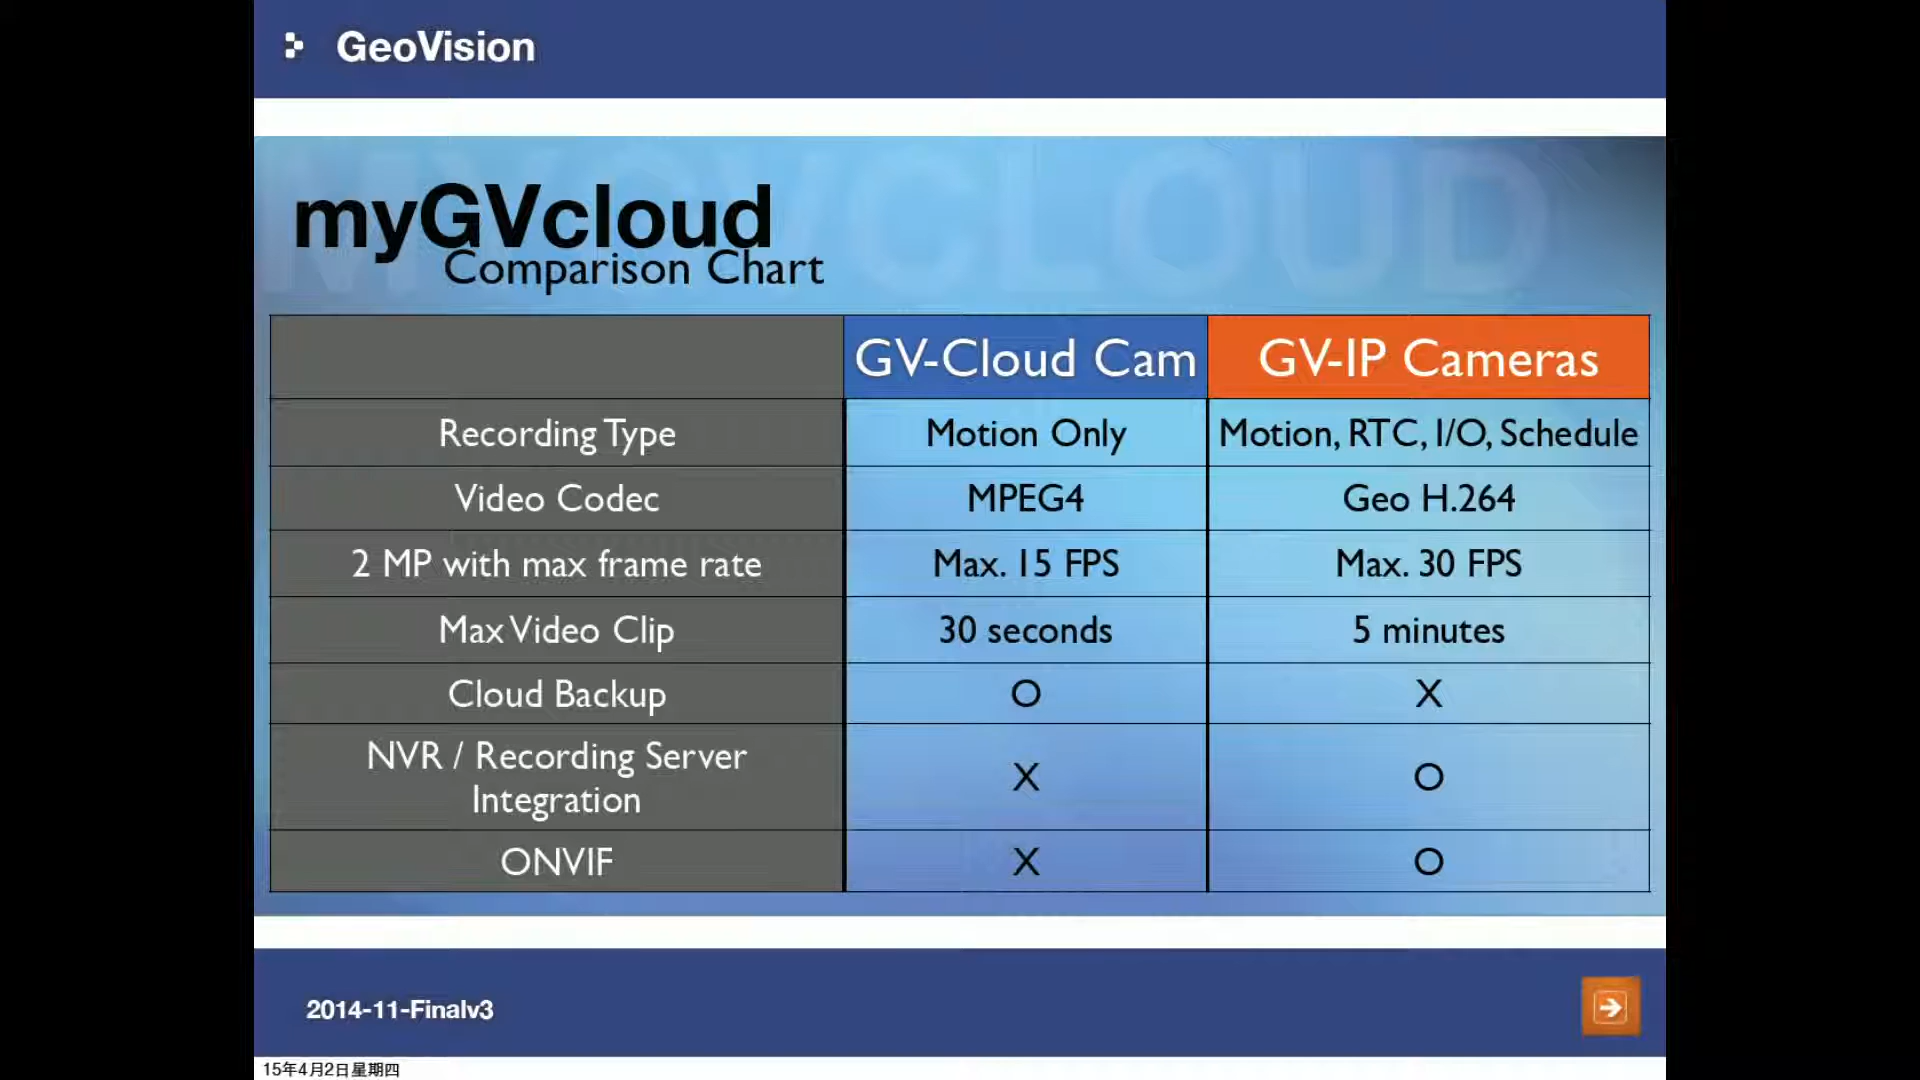 GeoVision
MYGVCLOUD
myGVcloud
Comparison Chart
GV-Cloud Cam GV-IP Cameras
Recording Type Motion Only Motion, RTC, I/O, Schedule
Video Codec MPEG4 Geo H.264
2 MP with max frame rate Max. 15 FPS Max. 30 FPS
Max Video Clip 30 seconds 5 minutes
Cloud Backup O X
NVR / Recording Server
Integration X O
ONVIF X O
2014-11-Finalv3
15年4月2日星期四